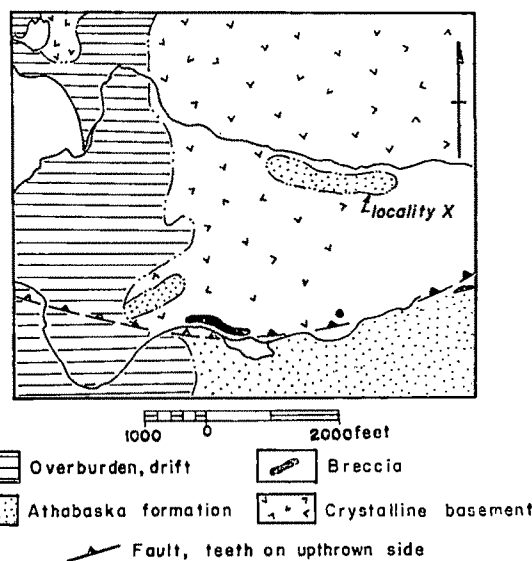 locality X
1000 0 2000feet
Overburden, drift
Breccia
Athabaska formation
Crystalline basement
Fault, teeth on upthrown side